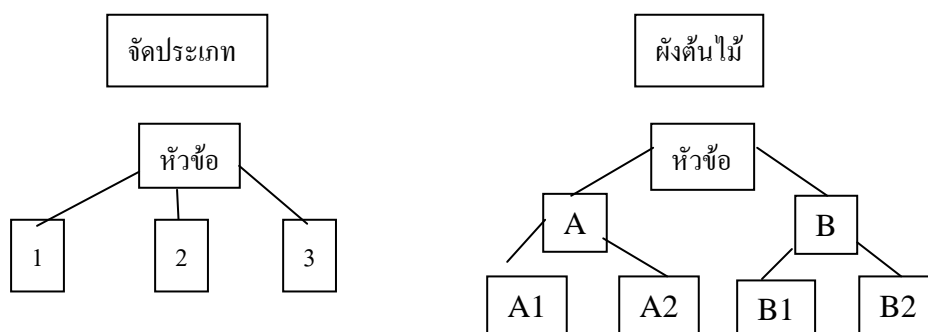 จัดประเภท
หัวข้อ
1 2 3
ผังต้นไม้
หัวข้อ
A B
A1 A2 B1 B2